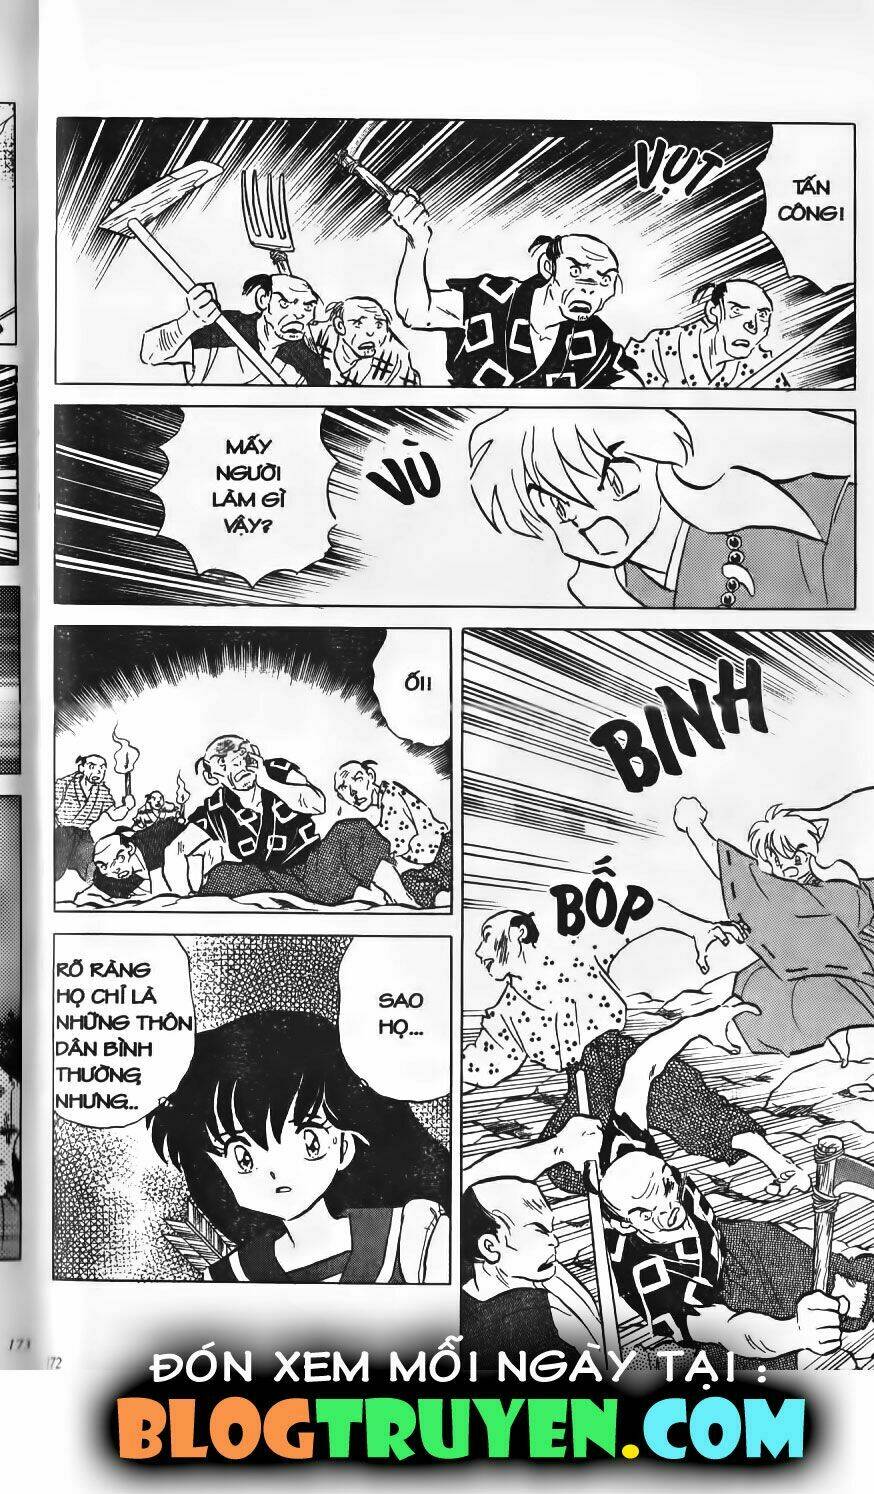 VỤT
TẤN
CÔNG!
MẤY
NGƯỜI
LÀM GÌ
VẬY?
VÙ
ỐI!
BINH
BỐP
RÕ RÀNG
HỌ CHỈ LÀ
NHỮNG THÔN
DÂN BÌNH
THƯỜNG,
NHƯNG...
SAO
HỌ...
173
172
ĐÓN XEM MỖI NGÀY TẠI :
BLOGTRUYEN.COM